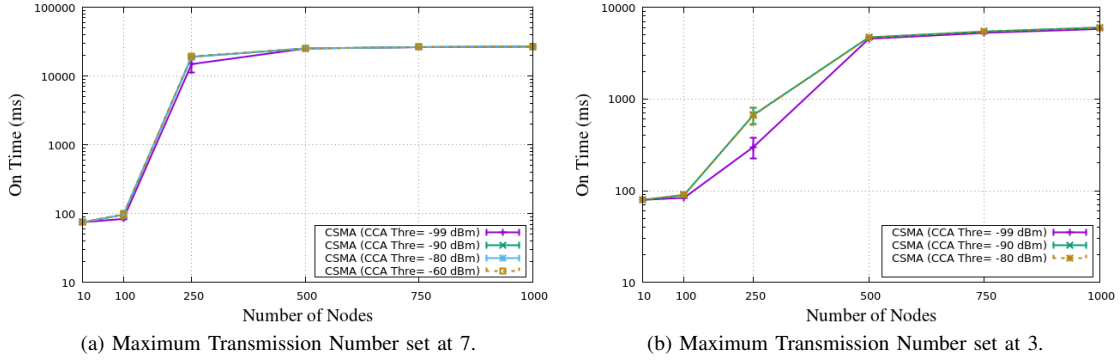 100000
10000
1000
100
10
On Time (ms)
CSMA (CCA Thre= -99 dBm)
CSMA (CCA Thre= -90 dBm)
CSMA (CCA Thre= -80 dBm)
CSMA (CCA Thre= -60 dBm)
10 100 250 500 750 1000
Number of Nodes
(a) Maximum Transmission Number set at 7.
10000
1000
100
10
On Time (ms)
CSMA (CCA Thre= -99 dBm)
CSMA (CCA Thre= -90 dBm)
CSMA (CCA Thre= -80 dBm)
10 100 250 500 750 1000
Number of Nodes
(b) Maximum Transmission Number set at 3.